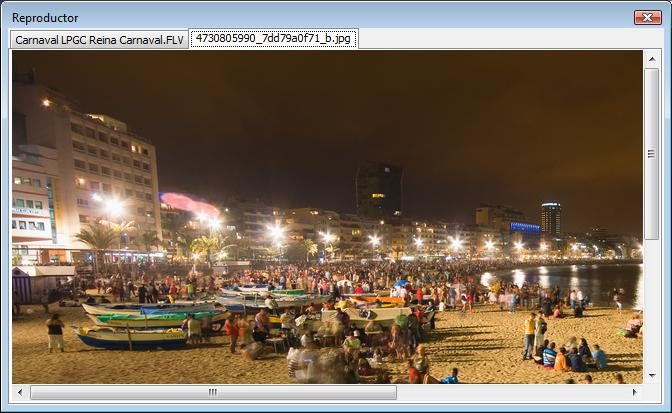 Reproductor
Carnaval LPGC Reina Carnaval.FLV
4730805990_7dd79a0f71_b.jpg